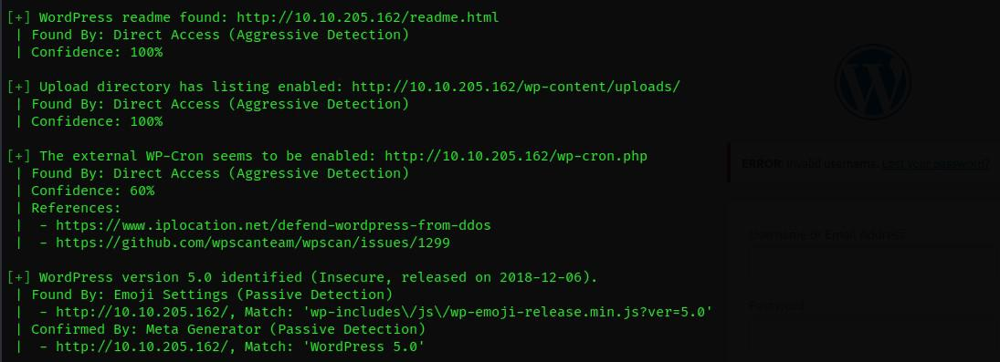 [+] WordPress readme found: http://10.10.205.162/readme.html
| Found By: Direct Access (Aggressive Detection)
| Confidence: 100%
[+] Upload directory has listing enabled: http://10.10.205.162/wp-content/uploads/
| Found By: Direct Access (Aggressive Detection)
| Confidence: 100%
[+] The external WP-Cron seems to be enabled: http://10.10.205.162/wp-cron.php
| Found By: Direct Access (Aggressive Detection)
| Confidence: 60%
| References:
|  - https://www.iplocation.net/defend-wordpress-from-ddos
|  - https://github.com/wpscanteam/wpscan/issues/1299
[+] WordPress version 5.0 identified (Insecure, released on 2018-12-06).
| Found By: Emoji Settings (Passive Detection)
|  - http://10.10.205.162/, Match: 'wp-includes\/js\/wp-emoji-release.min.js?ver=5.0'
| Confirmed By: Meta Generator (Passive Detection)
|  - http://10.10.205.162/, Match: 'WordPress 5.0'
ERROR: Invalid username. Lost your password?
Username or Email Address
Password